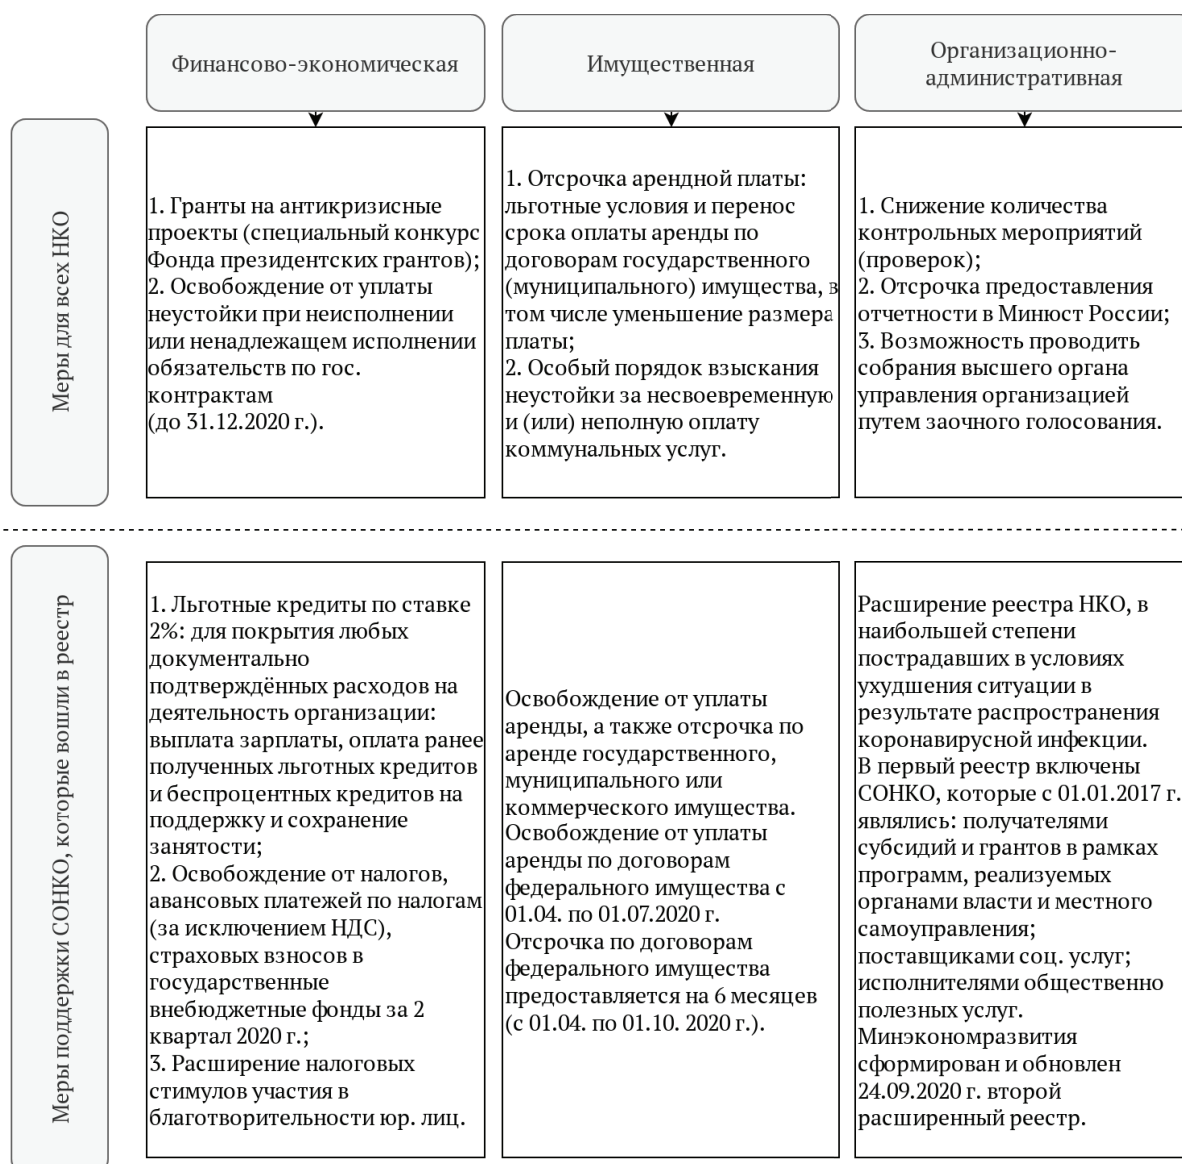 Финансово-экономическая
Имущественная
Организационно-
административная
Меры для всех НКО
1. Гранты на антикризисные
проекты (специальный конкурс
Фонда президентских грантов);
2. Освобождение от уплаты
неустойки при неисполнении
или ненадлежащем исполнении
обязательств по гос.
контрактам
(до 31.12.2020 г.).
1. Отсрочка арендной платы:
льготные условия и перенос
срока оплаты аренды по
договорам государственного
(муниципального) имущества, в
том числе уменьшение размера
платы;
2. Особый порядок взыскания
неустойки за несвоевременную
и (или) неполную оплату
коммунальных услуг.
1. Снижение количества
контрольных мероприятий
(проверок);
2. Отсрочка предоставления
отчетности в Минюст России;
3. Возможность проводить
собрания высшего органа
управления организацией
путем заочного голосования.
Меры поддержки СОНКО, которые вошли в реестр
1. Льготные кредиты по ставке
2%: для покрытия любых
документально
подтверждённых расходов на
деятельность организации:
выплата зарплаты, оплата ранее
полученных льготных кредитов
и беспроцентных кредитов на
поддержку и сохранение
занятости;
2. Освобождение от налогов,
авансовых платежей по налогам
(за исключением НДС),
страховых взносов в
государственные
внебюджетные фонды за 2
квартал 2020 г.;
3. Расширение налоговых
стимулов участия в
благотворительности юр. лиц.
Освобождение от уплаты
аренды, а также отсрочка по
аренде государственного,
муниципального или
коммерческого имущества.
Освобождение от уплаты
аренды по договорам
федерального имущества с
01.04. по 01.07.2020 г.
Отсрочка по договорам
федерального имущества
предоставляется на 6 месяцев
(с 01.04. по 01.10. 2020 г.).
Расширение реестра НКО, в
наибольшей степени
пострадавших в условиях
ухудшения ситуации в
результате распространения
коронавирусной инфекции.
В первый реестр включены
СОНКО, которые с 01.01.2017 г.
являлись: получателями
субсидий и грантов в рамках
программ, реализуемых
органами власти и местного
самоуправления;
поставщиками соц. услуг;
исполнителями общественно
полезных услуг.
Минэкономразвития
сформирован и обновлен
24.09.2020 г. второй
расширенный реестр.